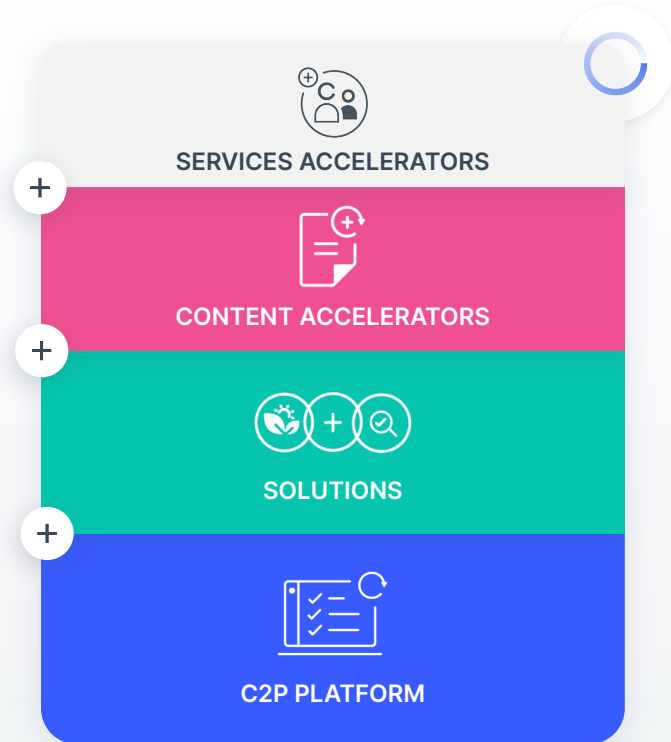 SERVICES ACCELERATORS
CONTENT ACCELERATORS
SOLUTIONS
C2P PLATFORM